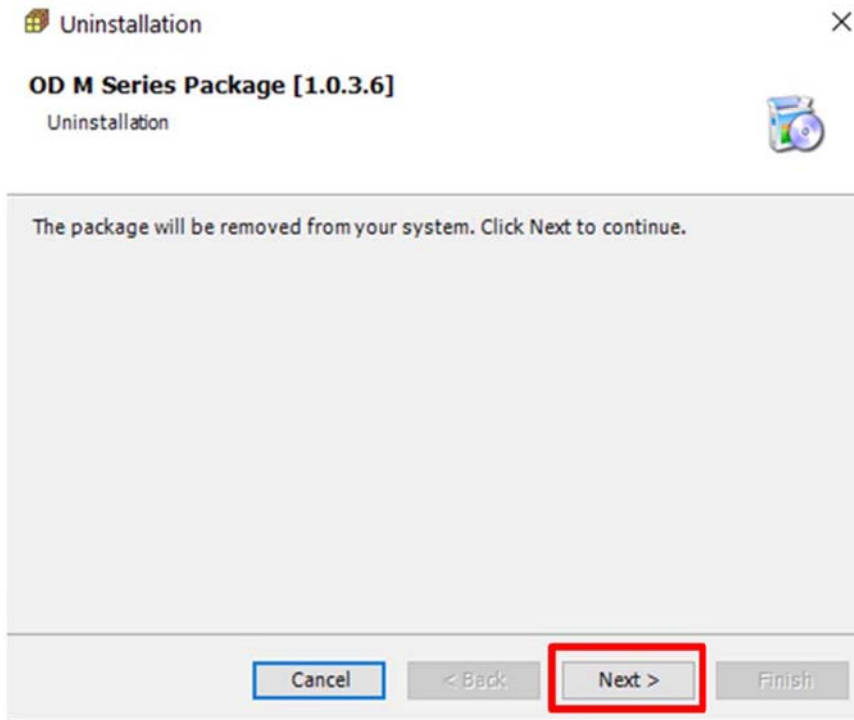 Uninstallation
OD M Series Package [1.0.3.6]
Uninstallation
The package will be removed from your system. Click Next to continue.
Cancel
< Back
Next >
Finish